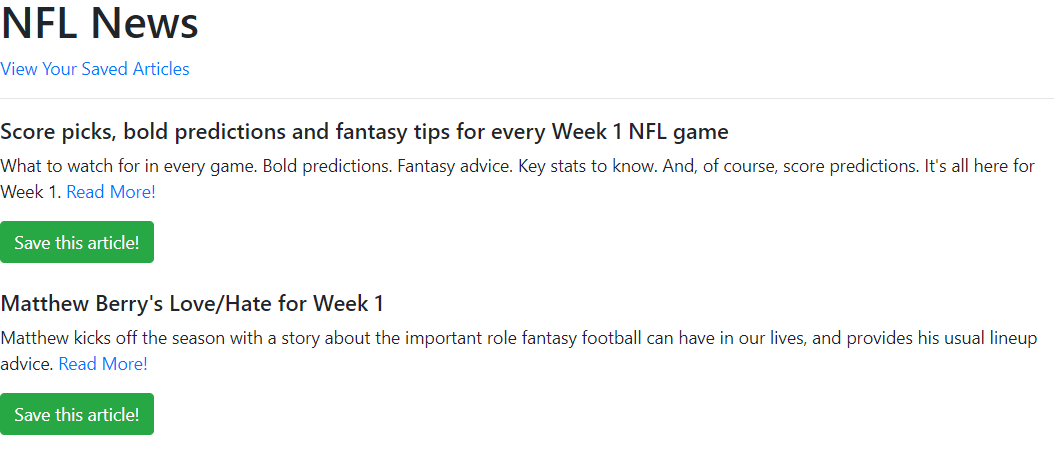 NFL News
View Your Saved Articles
Score picks, bold predictions and fantasy tips for every Week 1 NFL game
What to watch for in every game. Bold predictions. Fantasy advice. Key stats to know. And, of course, score predictions. It's all here for
Week 1. Read More!
Save this article!
Matthew Berry's Love/Hate for Week 1
Matthew kicks off the season with a story about the important role fantasy football can have in our lives, and provides his usual lineup
advice. Read More!
Save this article!